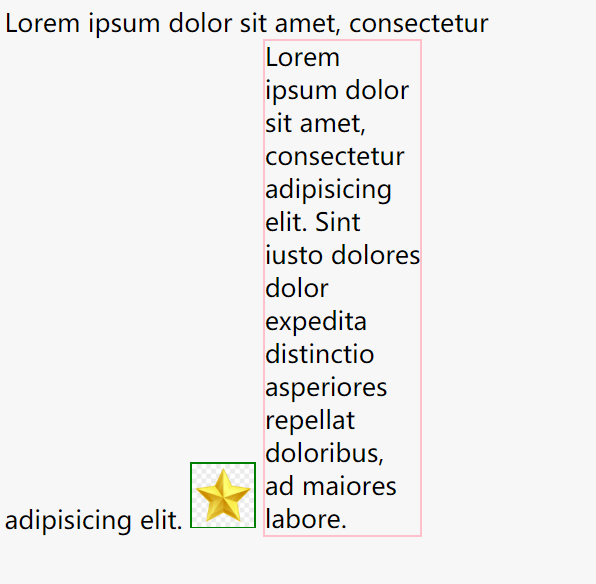 Lorem ipsum dolor sit amet, consectetur
adipisicing elit.
Lorem
ipsum dolor
sit amet,
consectetur
adipisicing
elit. Sint
iusto dolores
dolor
expedita
distinctio
asperiores
repellat
doloribus,
ad maiores
labore.